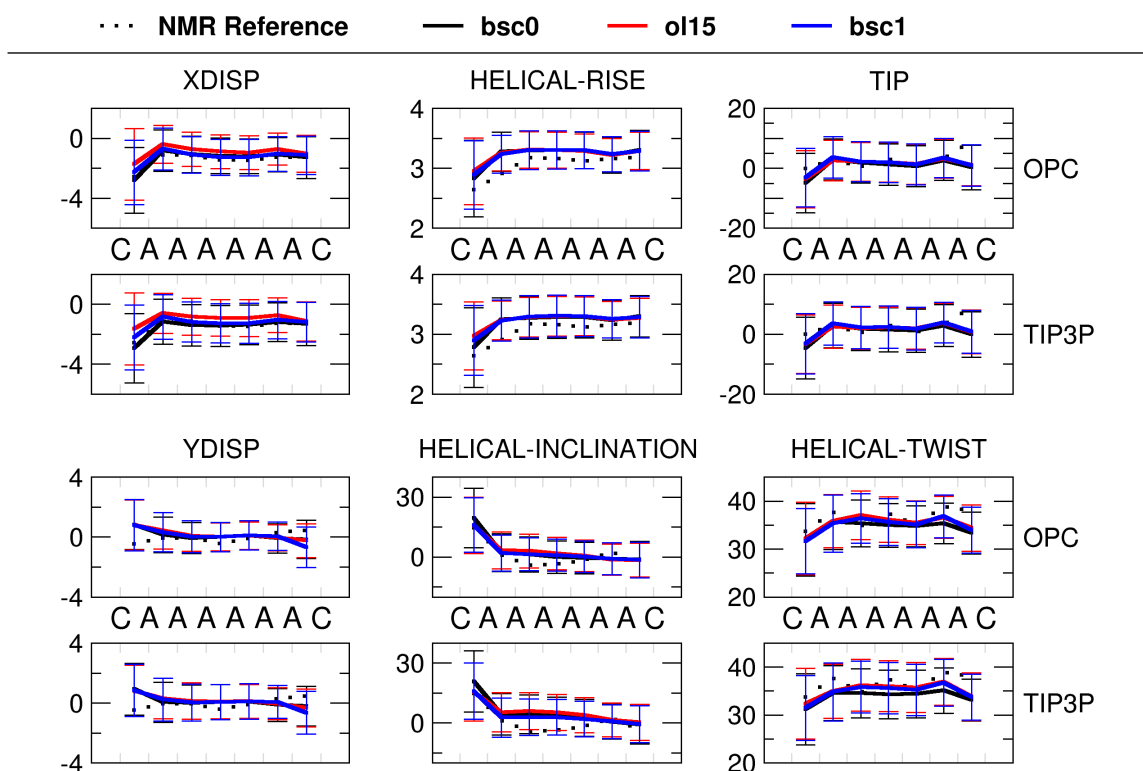 NMR Reference bsc0 ol15 bsc1
XDISP HELICAL-RISE TIP
0 -4 4 3 2 20 0 -20 OPC
C A A A A A A C C A A A A A A C C A A A A A A C
0 -4 4 3 2 20 0 -20 TIP3P
YDISP HELICAL-INCLINATION HELICAL-TWIST
4 0 -4 30 0 40 30 20 OPC
C A A A A A A C C A A A A A A C C A A A A A A C
4 0 -4 30 0 40 30 20 TIP3P